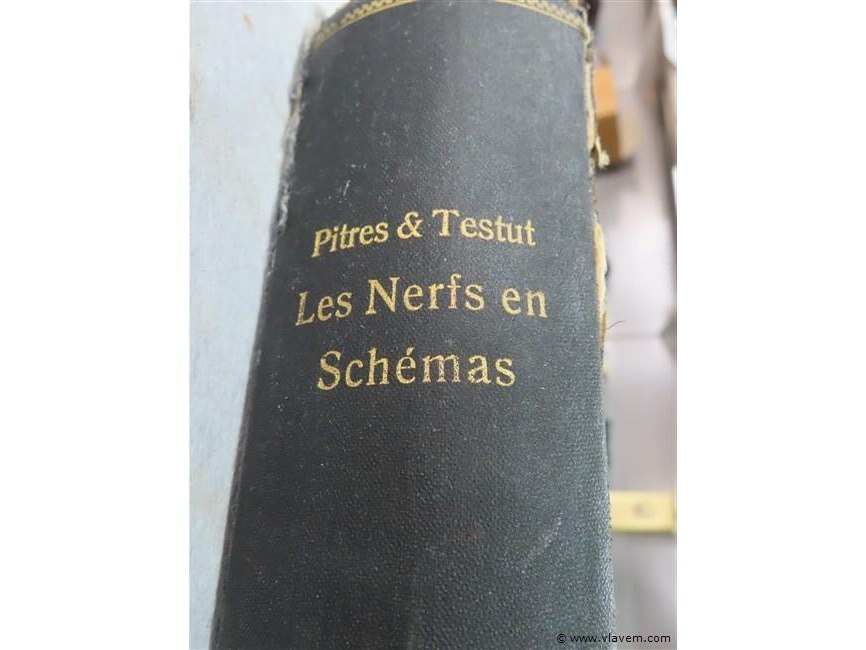 Pitres & Testut
Les Nerfs en
Schémas
© www.vlavem.com